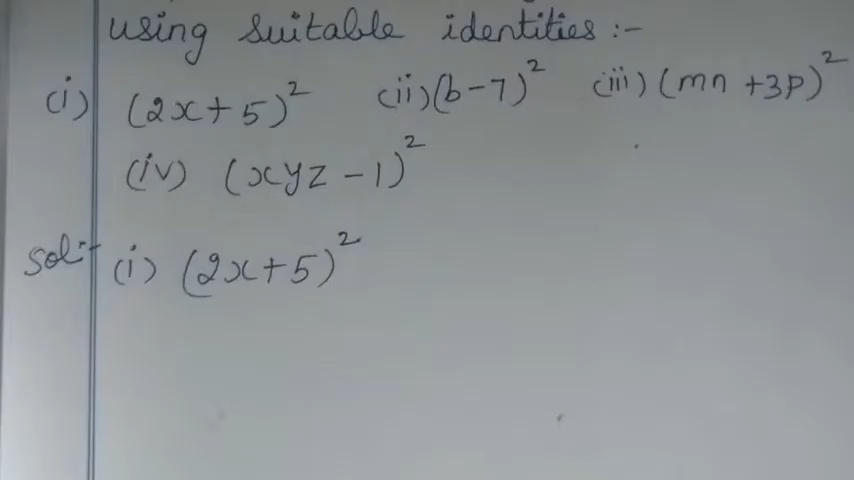 using suitable identities :-
(i) (2x+5)² (ii) (b-7)² (iii) (mn +3p)²
(iv) (xyz -1)²
Sol:- (i) (2x+5)²